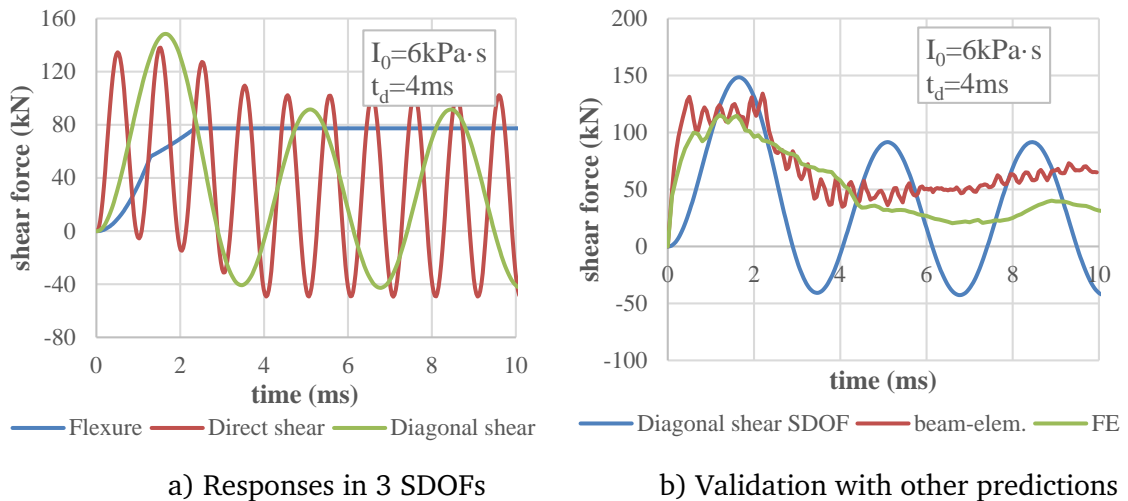 160
120
80
40
0
-40
-80
shear force (kN)
I0=6kPa·s
td=4ms
0 2 4 6 8 10
time (ms)
Flexure Direct shear Diagonal shear
a) Responses in 3 SDOFs
200
150
100
50
0
-50
-100
shear force (kN)
I0=6kPa·s
td=4ms
0 2 4 6 8 10
time (ms)
Diagonal shear SDOF beam-elem. FE
b) Validation with other predictions